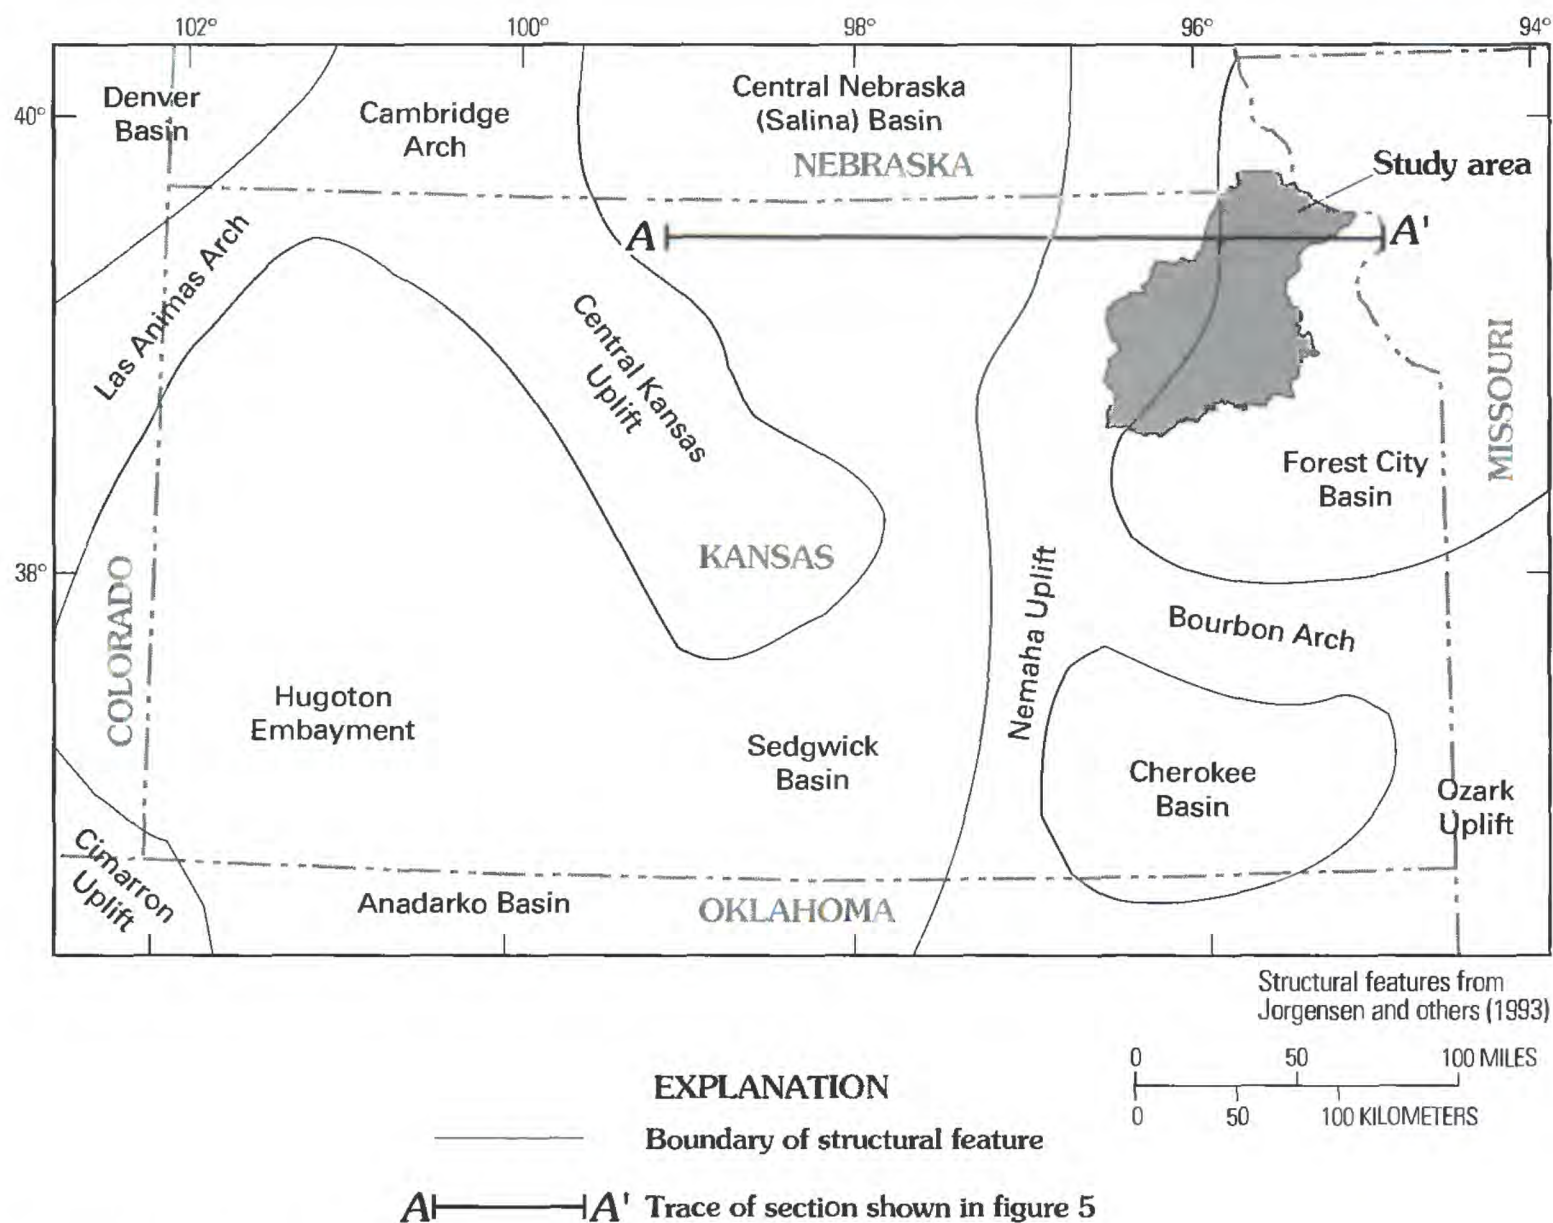 102° 100° 98° 96° 94°
Denver
Basin
Cambridge
Arch
Central Nebraska
(Salina) Basin
40°
NEBRASKA
Study area
A A'
Las Animas Arch
Central Kansas
Uplift
MISSOURI
Forest City
Basin
KANSAS
38°
COLORADO
Nemaha Uplift
Bourbon Arch
Hugoton
Embayment
Sedgwick
Basin
Cherokee
Basin
Ozark
Uplift
Cimarron
Uplift
Anadarko Basin
OKLAHOMA
Structural features from
Jorgensen and others (1993)
0 50 100 MILES
0 50 100 KILOMETERS
EXPLANATION
Boundary of structural feature
A A' Trace of section shown in figure 5